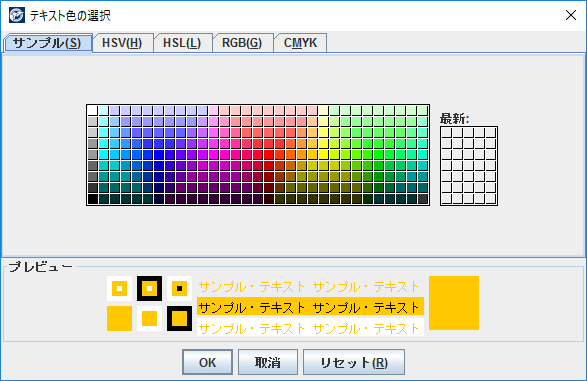 テキスト色の選択
サンプル(S) HSV(H) HSL(L) RGB(G) CMYK
最新:
プレビュー
サンプル・テキスト サンプル・テキスト
サンプル・テキスト サンプル・テキスト
サンプル・テキスト サンプル・テキスト
OK 取消 リセット(R)